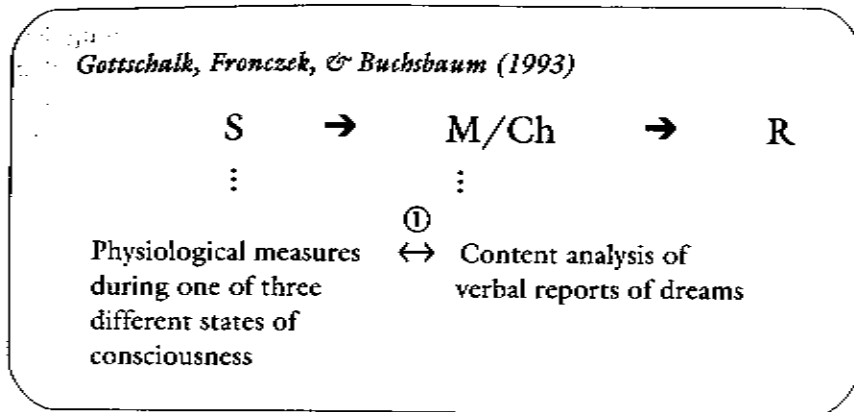 Gottschalk, Fronczek, & Buchsbaum (1993)
S → M/Ch → R
⋮ ⋮
①
Physiological measures ↔ Content analysis of
during one of three verbal reports of dreams
different states of
consciousness